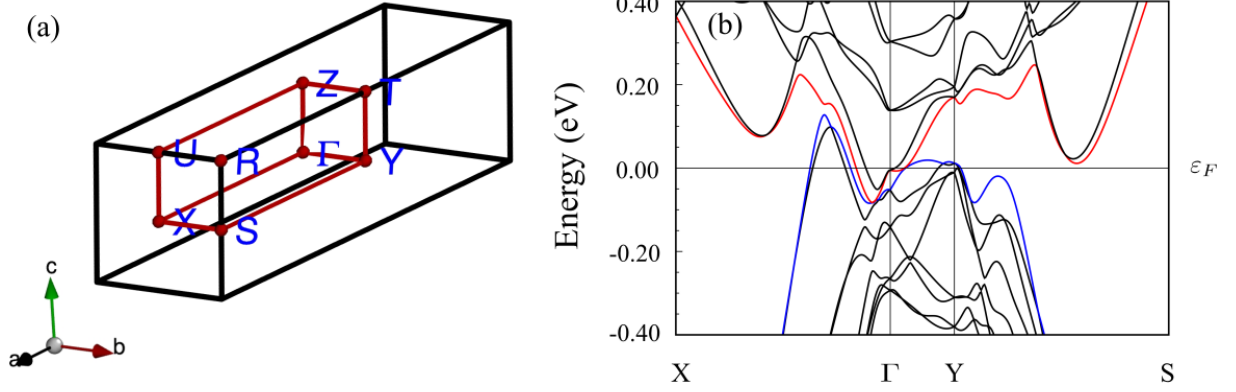 (a)
Z
T
U
R
Γ
Y
X
S
c
a
b
(b)
Energy (eV)
0.40
0.20
0.00
-0.20
-0.40
ε_F
X
Γ
Y
S